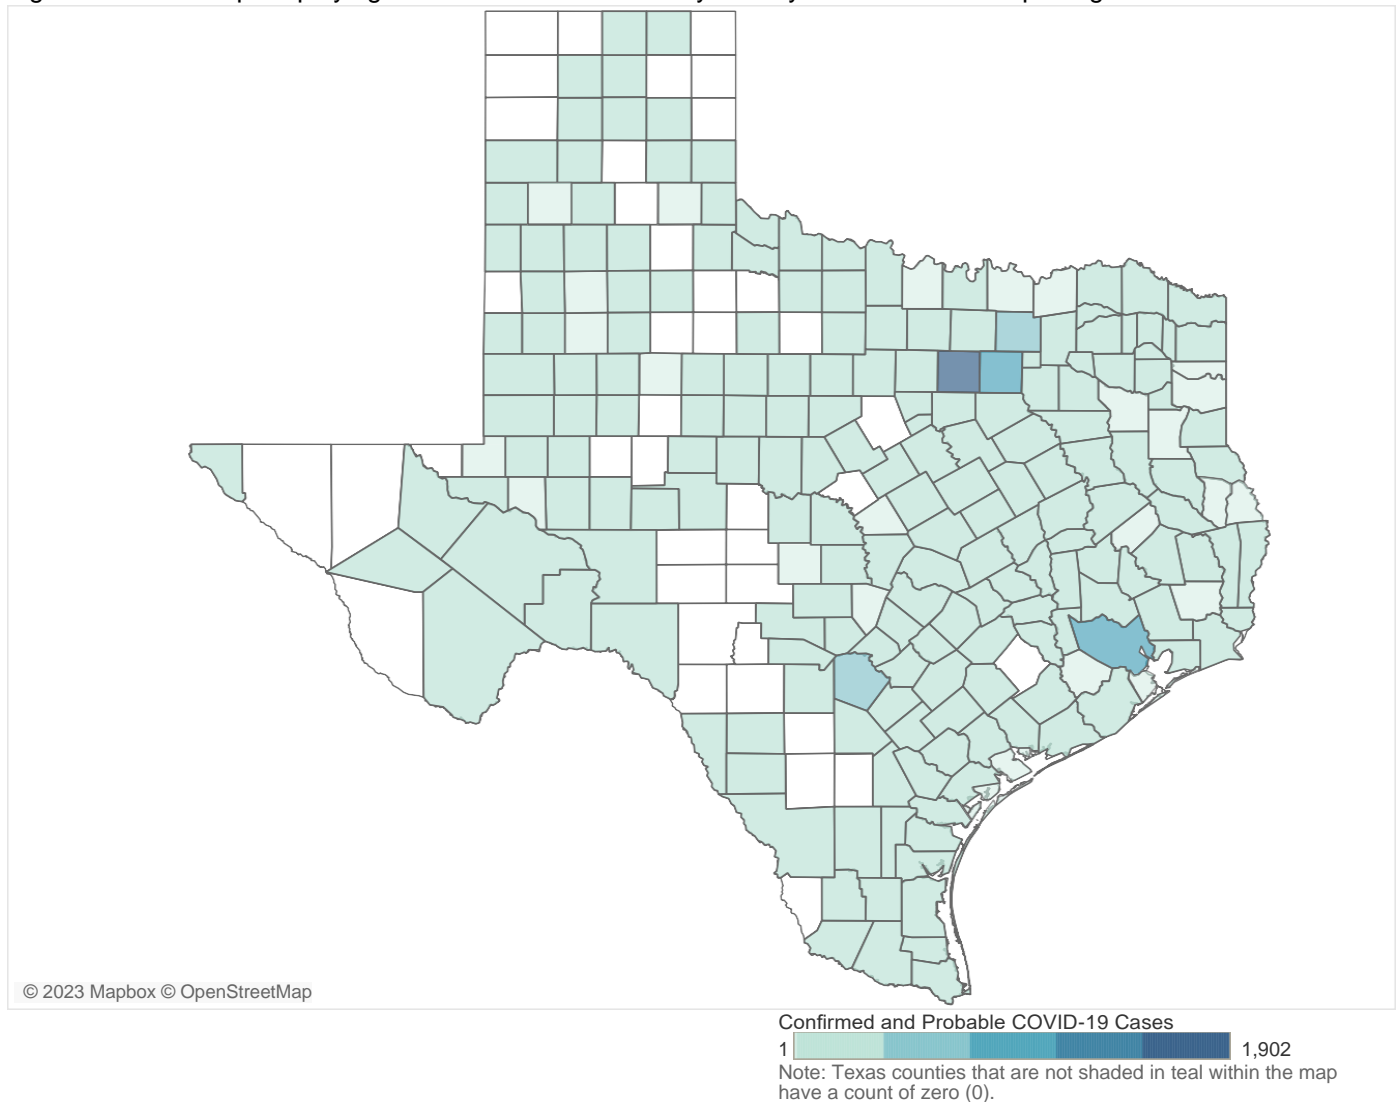 © 2023 Mapbox © OpenStreetMap
Confirmed and Probable COVID-19 Cases
1 1,902
Note: Texas counties that are not shaded in teal within the map
have a count of zero (0).